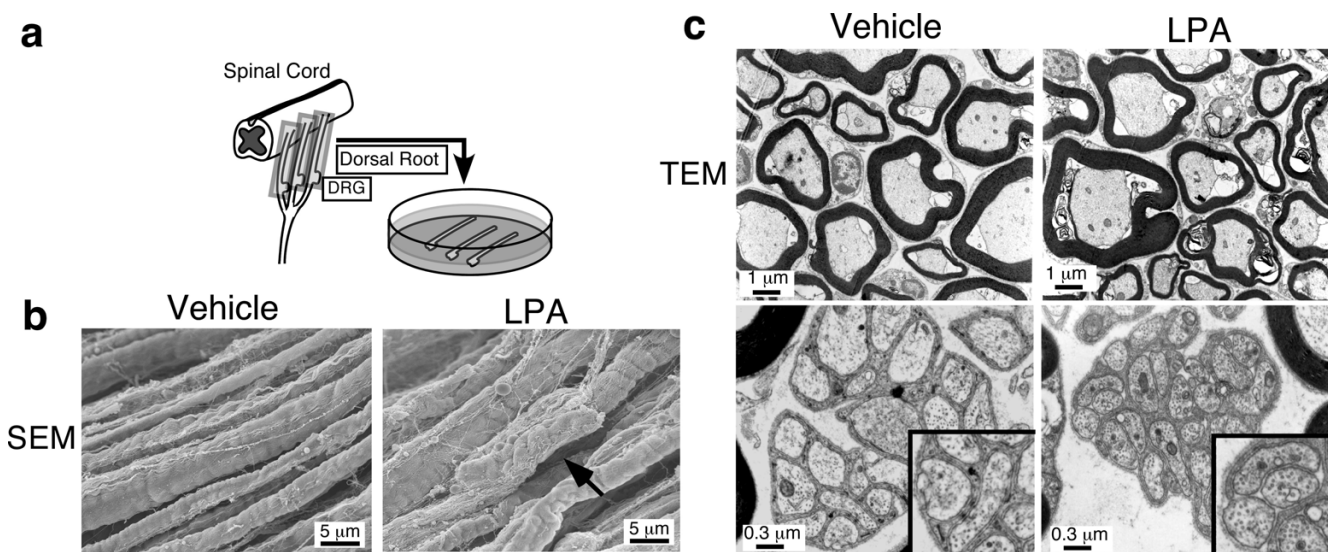 a
Spinal Cord
Dorsal Root
DRG
b
Vehicle
LPA
SEM
5 μm
5 μm
c
Vehicle
LPA
TEM
1 μm
1 μm
0.3 μm
0.3 μm